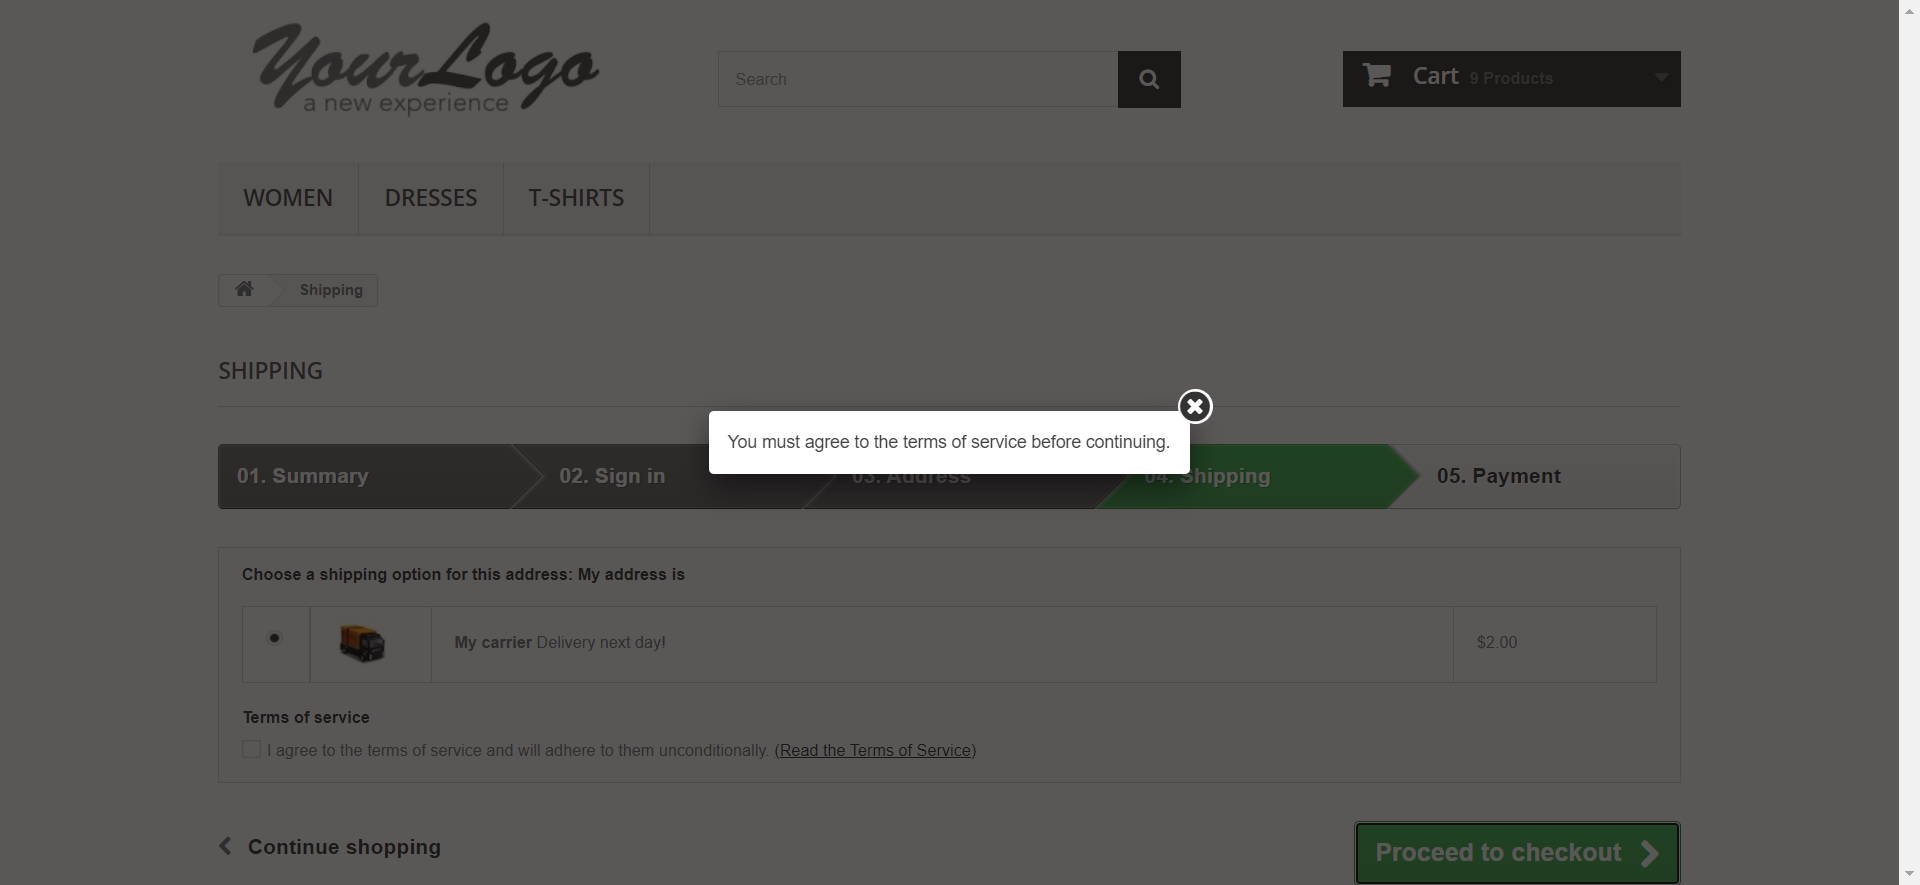 YourLogo
a new experience
Search
Cart 9 Products
WOMEN DRESSES T-SHIRTS
Shipping
SHIPPING
You must agree to the terms of service before continuing.
01. Summary 02. Sign in 03. Address 04. Shipping 05. Payment
Choose a shipping option for this address: My address is
My carrier Delivery next day! $2.00
Terms of service
I agree to the terms of service and will adhere to them unconditionally. (Read the Terms of Service)
Continue shopping
Proceed to checkout